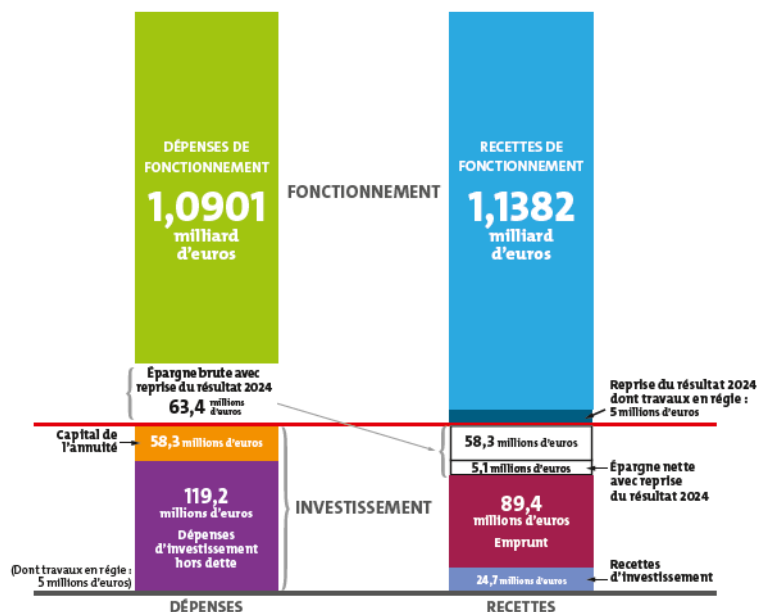 DÉPENSES DE
FONCTIONNEMENT
1,0901
milliard
d'euros
FONCTIONNEMENT
RECETTES DE
FONCTIONNEMENT
1,1382
milliard
d'euros
Épargne brute avec
reprise du résultat 2024
63,4 millions
d'euros
Reprise du résultat 2024
dont travaux en régie :
5 millions d'euros
Capital de
l'annuité
58,3 millions d'euros
58,3 millions d'euros
5,1 millions d'euros
Épargne nette
avec reprise
du résultat 2024
119,2
millions d'euros
Dépenses
d'investissement
hors dette
INVESTISSEMENT
89,4
millions d'euros
Emprunt
(Dont travaux en régie :
5 millions d'euros)
24,7 millions d'euros
Recettes
d'investissement
DÉPENSES
RECETTES